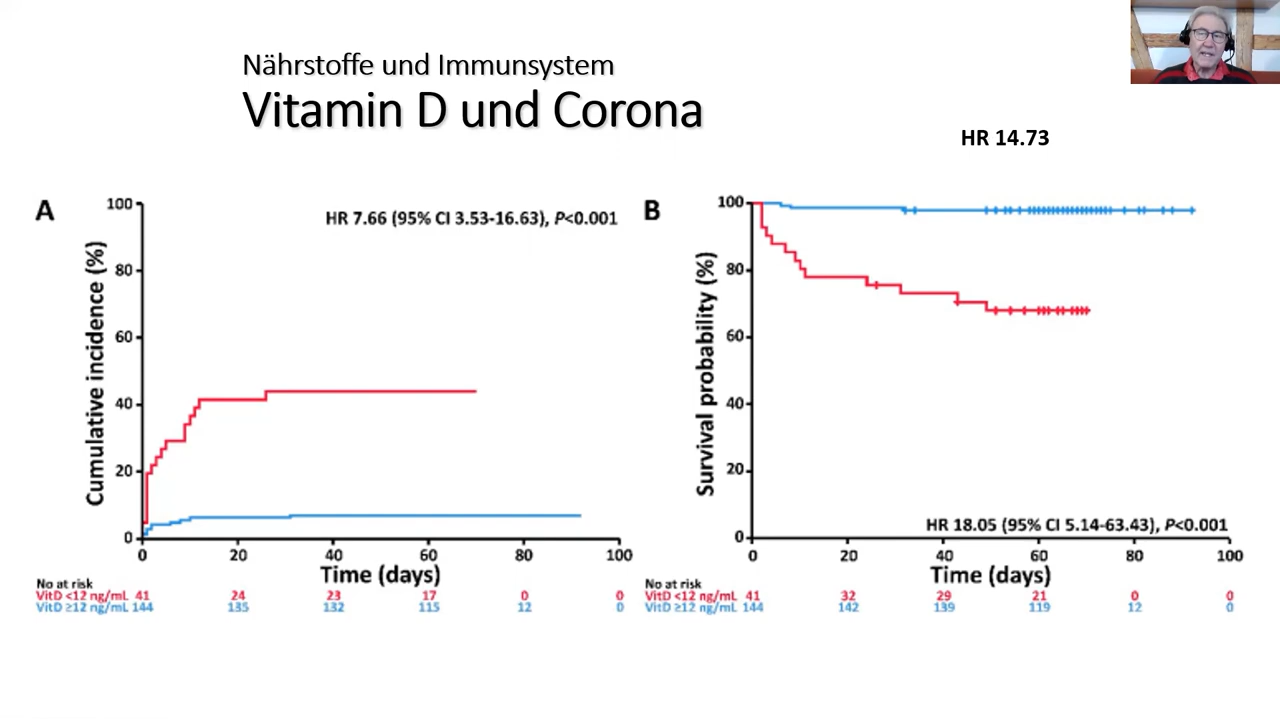 Nährstoffe und Immunsystem
Vitamin D und Corona
HR 14.73
A
HR 7.66 (95% CI 3.53-16.63), P<0.001
Cumulative incidence (%)
100
80
60
40
20
0
0 20 40 60 80 100
Time (days)
No at risk
VitD <12 ng/mL 41 24 23 17 0 0
VitD ≥12 ng/mL 144 135 132 115 12 0
B
Survival probability (%)
100
80
60
40
20
0
HR 18.05 (95% CI 5.14-63.43), P<0.001
0 20 40 60 80 100
Time (days)
No at risk
VitD <12 ng/mL 41 32 29 21 0 0
VitD ≥12 ng/mL 144 142 139 119 12 0